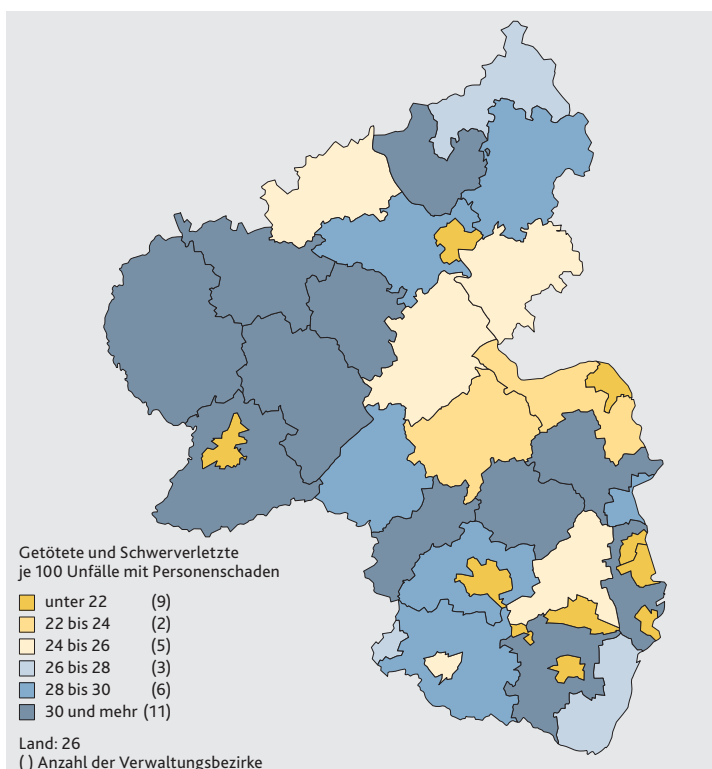 Getötete und Schwerverletzte
je 100 Unfälle mit Personenschaden
unter 22 (9)
22 bis 24 (2)
24 bis 26 (5)
26 bis 28 (3)
28 bis 30 (6)
30 und mehr (11)
Land: 26
( ) Anzahl der Verwaltungsbezirke